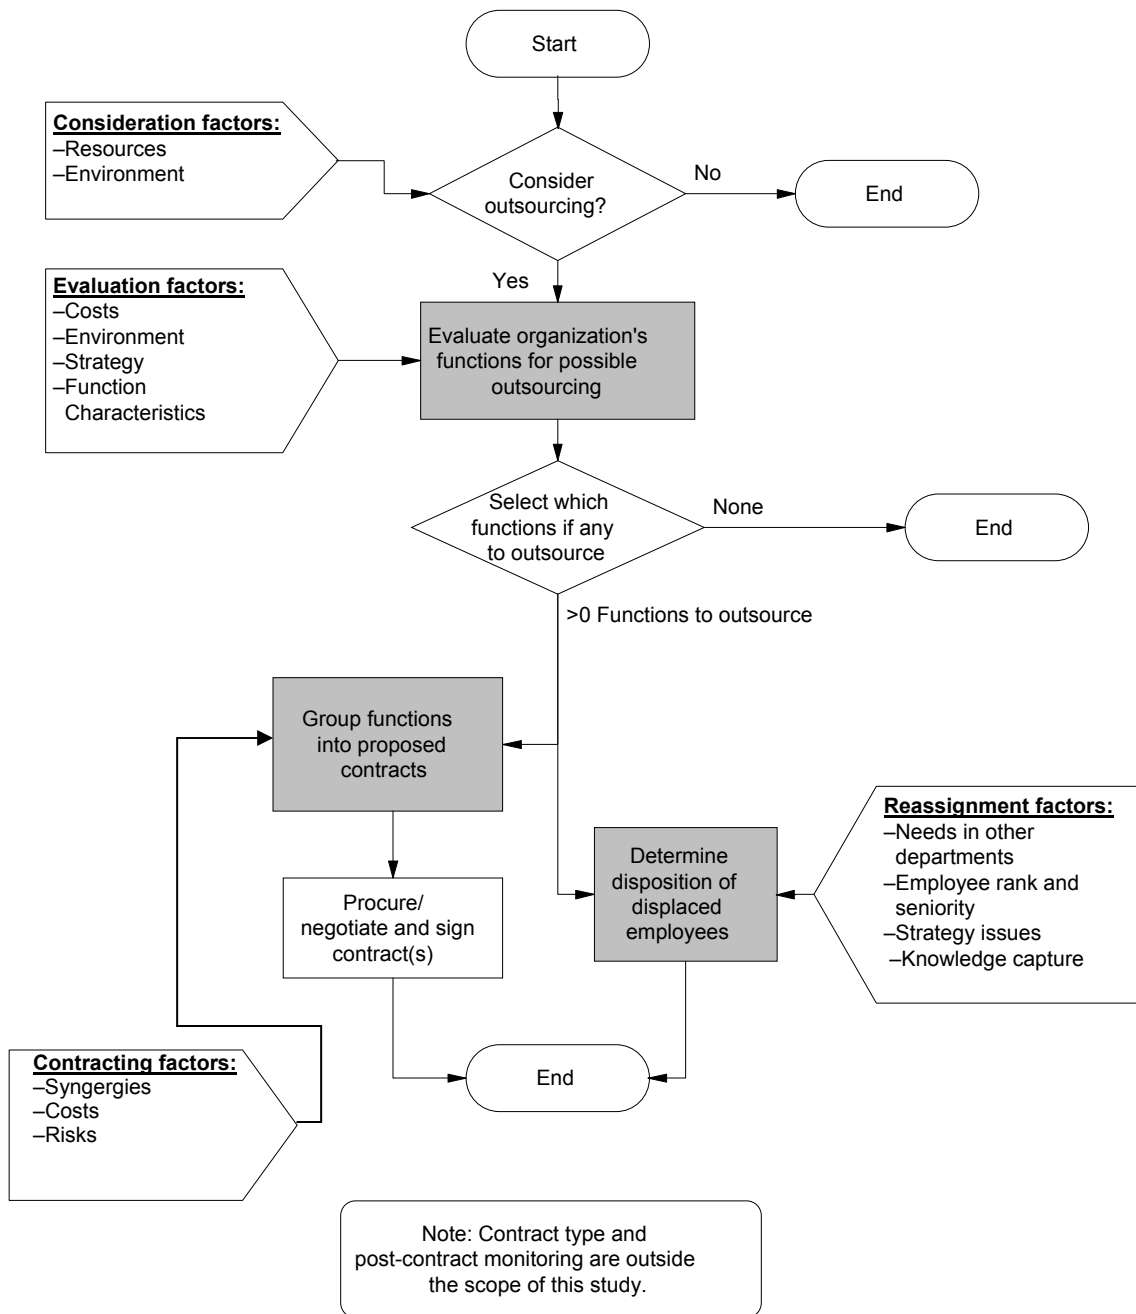 Start
Consideration factors:
–Resources
–Environment
Consider
outsourcing?
No
End
Yes
Evaluation factors:
–Costs
–Environment
–Strategy
–Function
Characteristics
Evaluate organization's
functions for possible
outsourcing
Select which
functions if any
to outsource
None
End
>0 Functions to outsource
Group functions
into proposed
contracts
Procure/
negotiate and sign
contract(s)
Determine
disposition of
displaced
employees
Reassignment factors:
–Needs in other
departments
–Employee rank and
seniority
–Strategy issues
–Knowledge capture
End
Contracting factors:
–Syngergies
–Costs
–Risks
Note: Contract type and
post-contract monitoring are outside
the scope of this study.